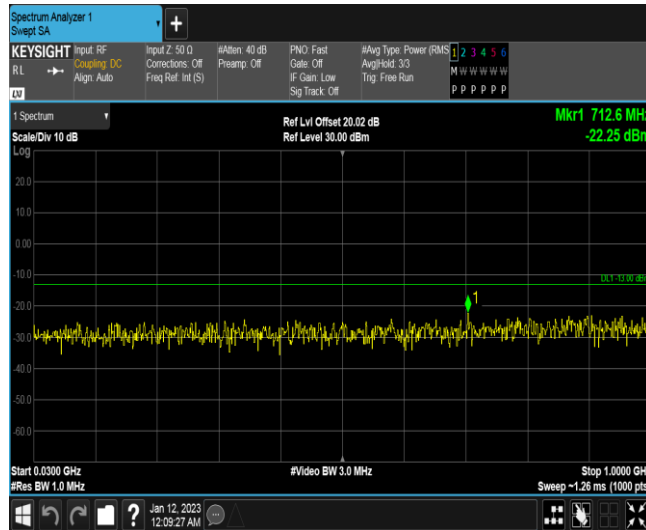 Spectrum Analyzer 1
Swept SA
+
KEYSIGHT
RL
LXI
Input: RF
Coupling: DC
Align: Auto
Input Z: 50 Ω
Corrections: Off
Freq Ref: Int (S)
#Atten: 40 dB
Preamp: Off
PNO: Fast
Gate: Off
IF Gain: Low
Sig Track: Off
#Avg Type: Power (RMS
Avg|Hold: 3/3
Trig: Free Run
1 2 3 4 5 6
M W W W W W
P P P P P P
1 Spectrum
Scale/Div 10 dB
Log
Ref Lvl Offset 20.02 dB
Ref Level 30.00 dBm
Mkr1 712.6 MHz
-22.25 dBm
20.0
10.0
0.00
-10.0
DL1 -13.00 dB
1
-20.0
-30.0
-40.0
-50.0
-60.0
Start 0.0300 GHz
#Res BW 1.0 MHz
#Video BW 3.0 MHz
Stop 1.0000 GH
Sweep ~1.26 ms (1000 pts
?
Jan 12, 2023
12:09:27 AM